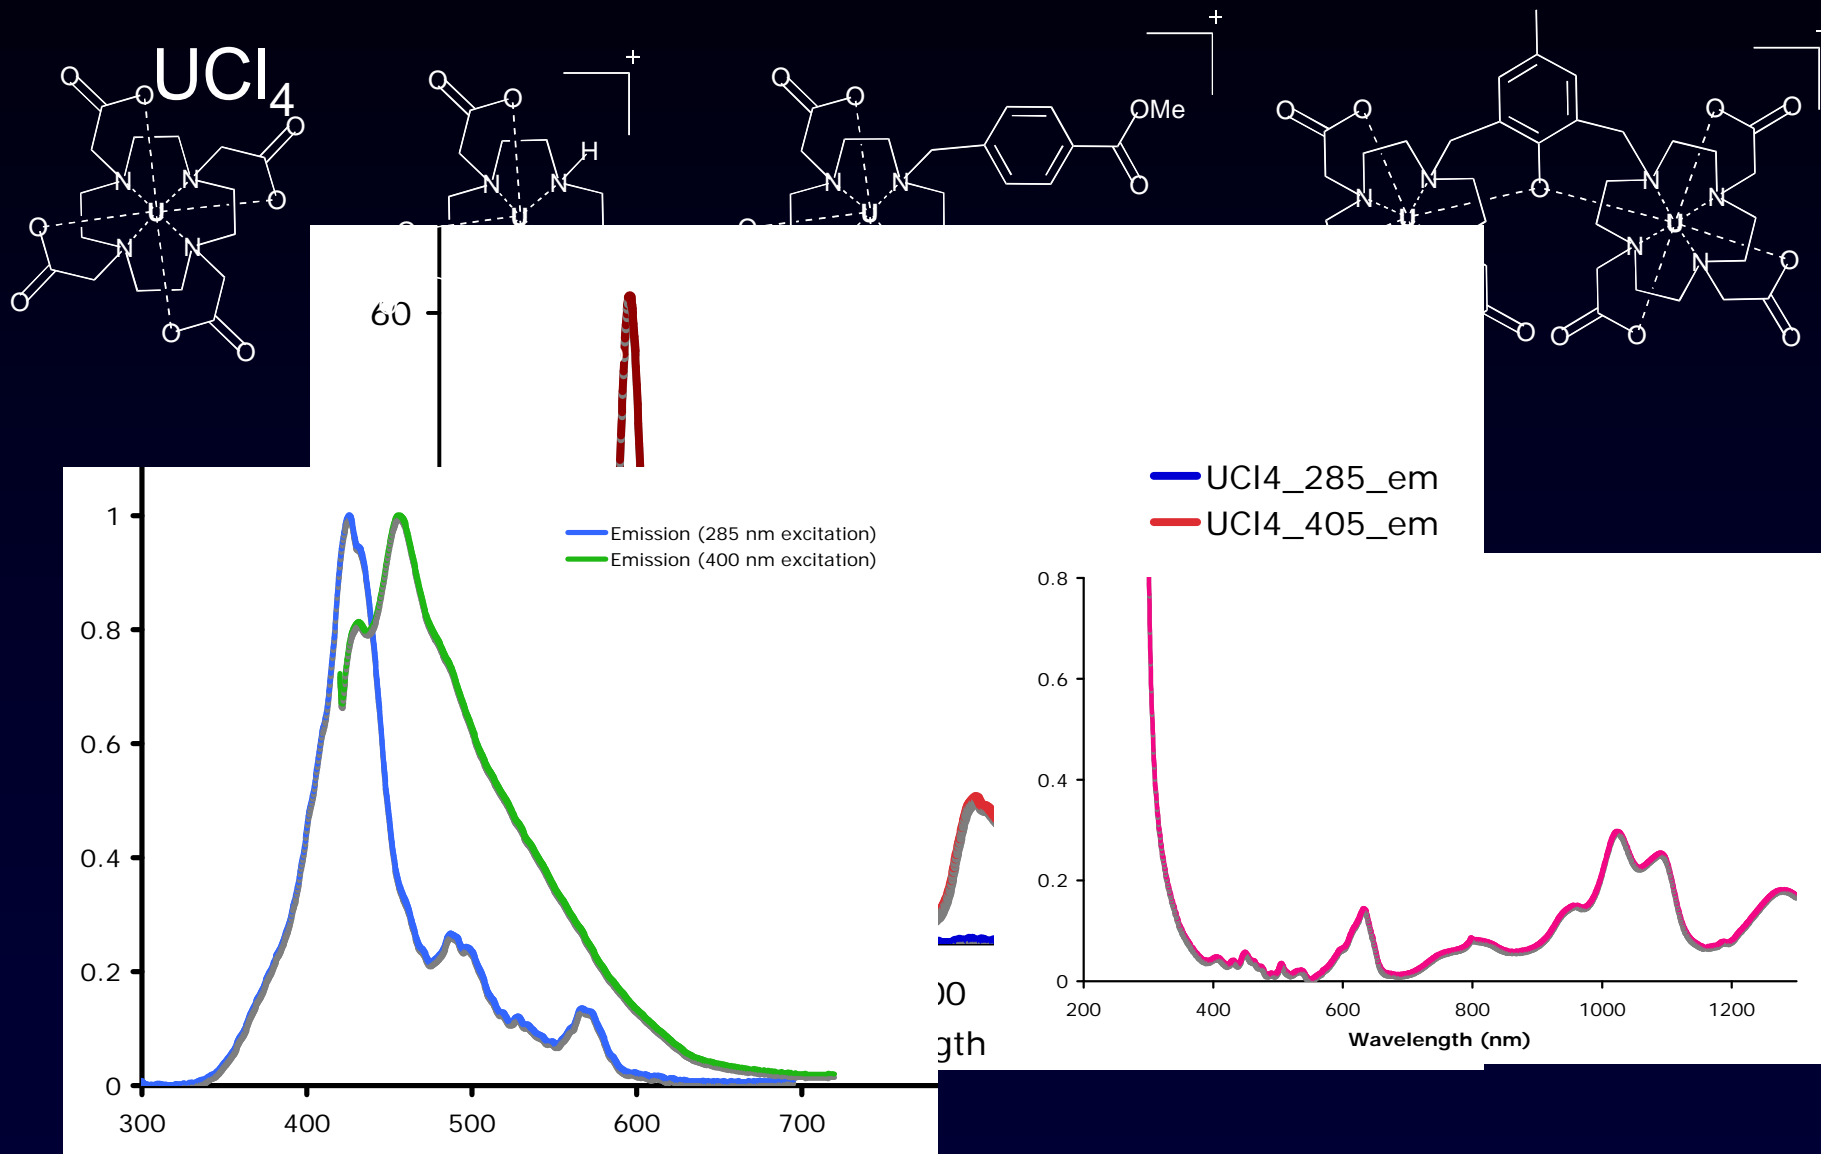 UCl4
+
+
+
O O O O O O O O O O O O O O O O O
H
OMe
N N N N N N N N N N N N N N
U U U U
60
UCl4_285_em
UCl4_405_em
1
0.8
0.6
0.4
0.2
0
300 400 500 600 700
Emission (285 nm excitation)
Emission (400 nm excitation)
0.8
0.6
0.4
0.2
0
200 400 600 800 1000 1200
Wavelength (nm)